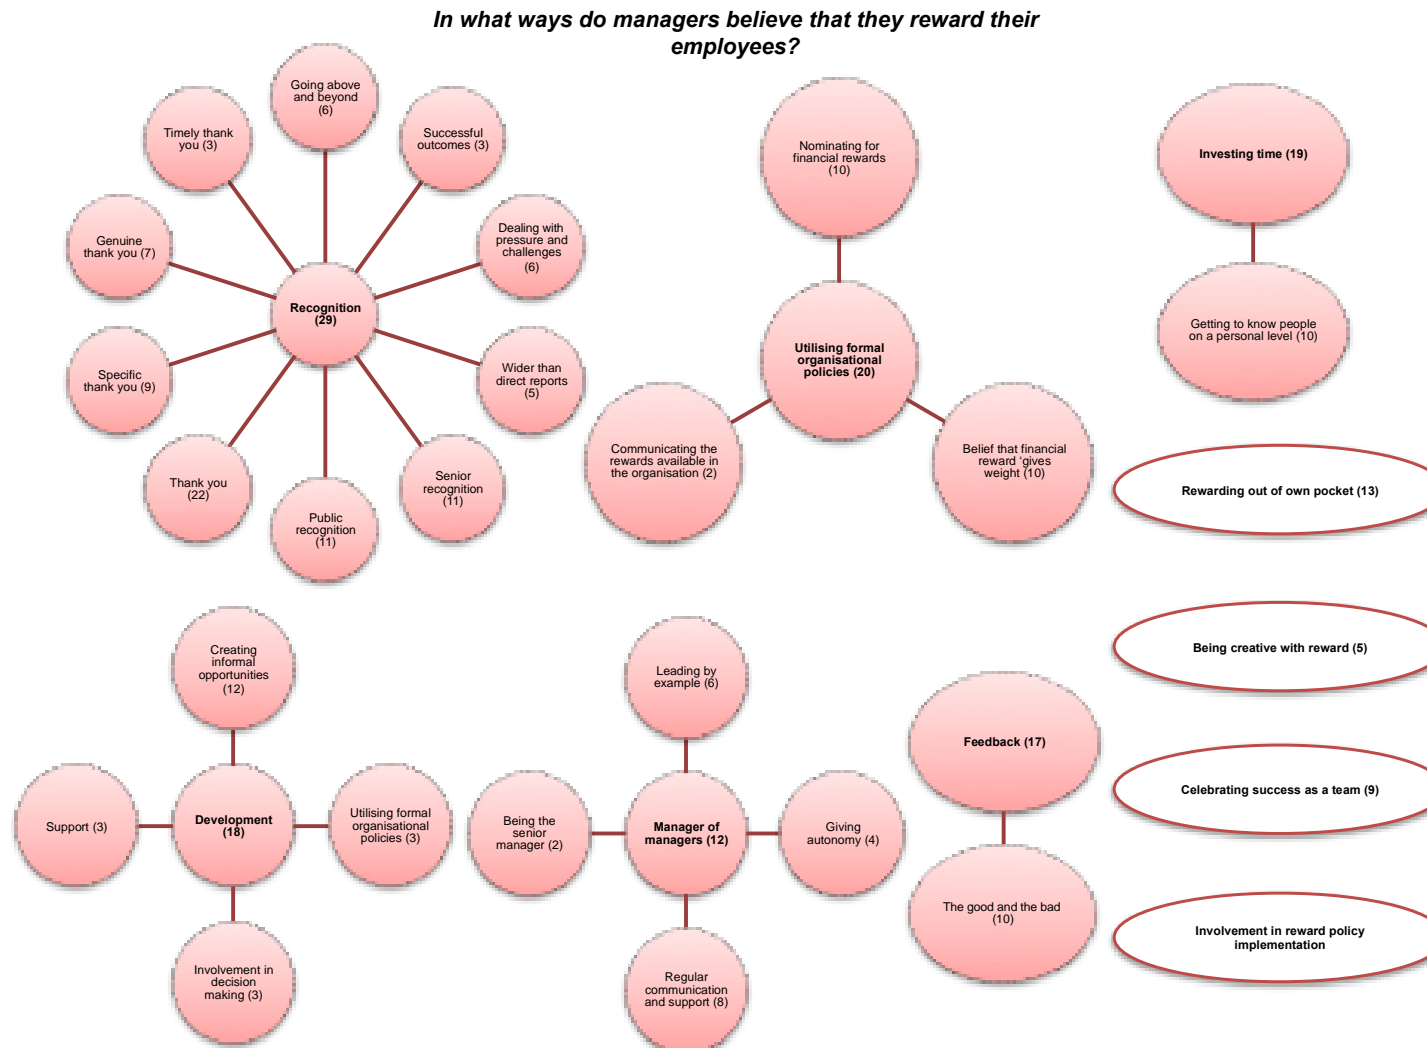 In what ways do managers believe that they reward their
employees?
Going above
and beyond
(6)
Timely thank
you (3)
Successful
outcomes (3)
Genuine
thank you (7)
Dealing with
pressure and
challenges
(6)
Recognition
(29)
Specific
thank you (9)
Wider than
direct reports
(5)
Thank you
(22)
Senior
recognition
(11)
Public
recognition
(11)
Nominating for
financial rewards
(10)
Utilising formal
organisational
policies (20)
Communicating the
rewards available in
the organisation (2)
Belief that financial
reward ‘gives
weight (10)
Investing time (19)
Getting to know people
on a personal level (10)
Rewarding out of own pocket (13)
Being creative with reward (5)
Celebrating success as a team (9)
Involvement in reward policy
implementation
Creating
informal
opportunities
(12)
Support (3)
Development
(18)
Utilising formal
organisational
policies (3)
Involvement in
decision
making (3)
Leading by
example (6)
Being the
senior
manager (2)
Manager of
managers (12)
Giving
autonomy (4)
Regular
communication
and support (8)
Feedback (17)
The good and the bad
(10)